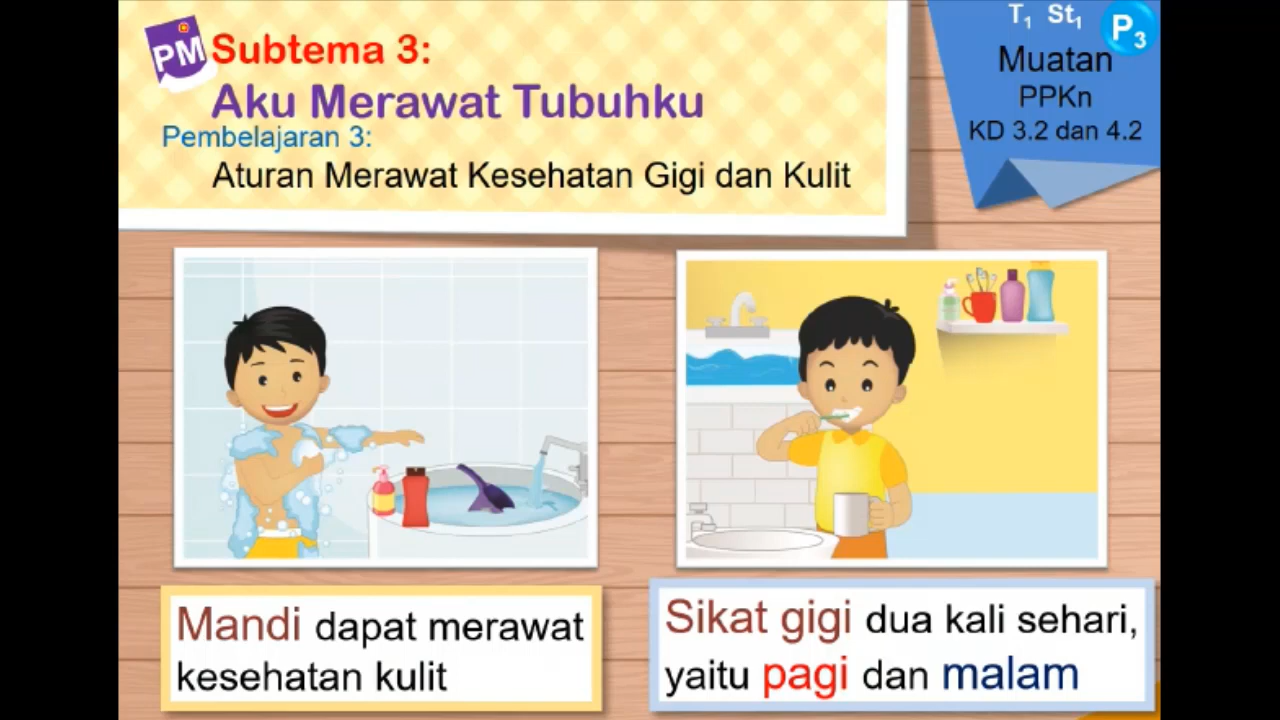 PM
Subtema 3:
Aku Merawat Tubuhku
Pembelajaran 3:
Aturan Merawat Kesehatan Gigi dan Kulit
T1 St1 P3
Muatan
PPKn
KD 3.2 dan 4.2
Mandi dapat merawat
kesehatan kulit
Sikat gigi dua kali sehari,
yaitu pagi dan malam